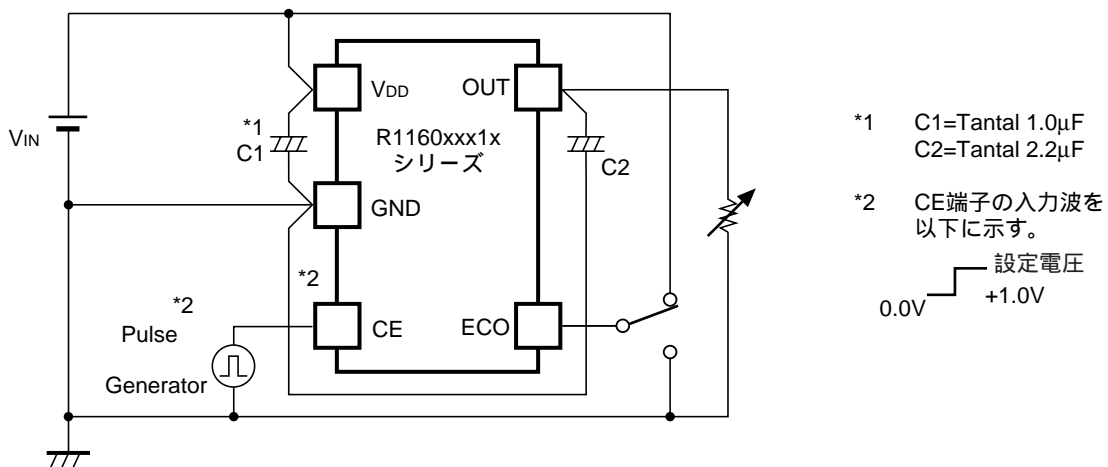 VDD
OUT
VIN
*1
C1
R1160xxx1x
シリーズ
C2
GND
*2
CE
ECO
*2
Pulse
Generator
*1 C1=Tantal 1.0μF
C2=Tantal 2.2μF
*2 CE端子の入力波を
以下に示す。
設定電圧
0.0V
+1.0V